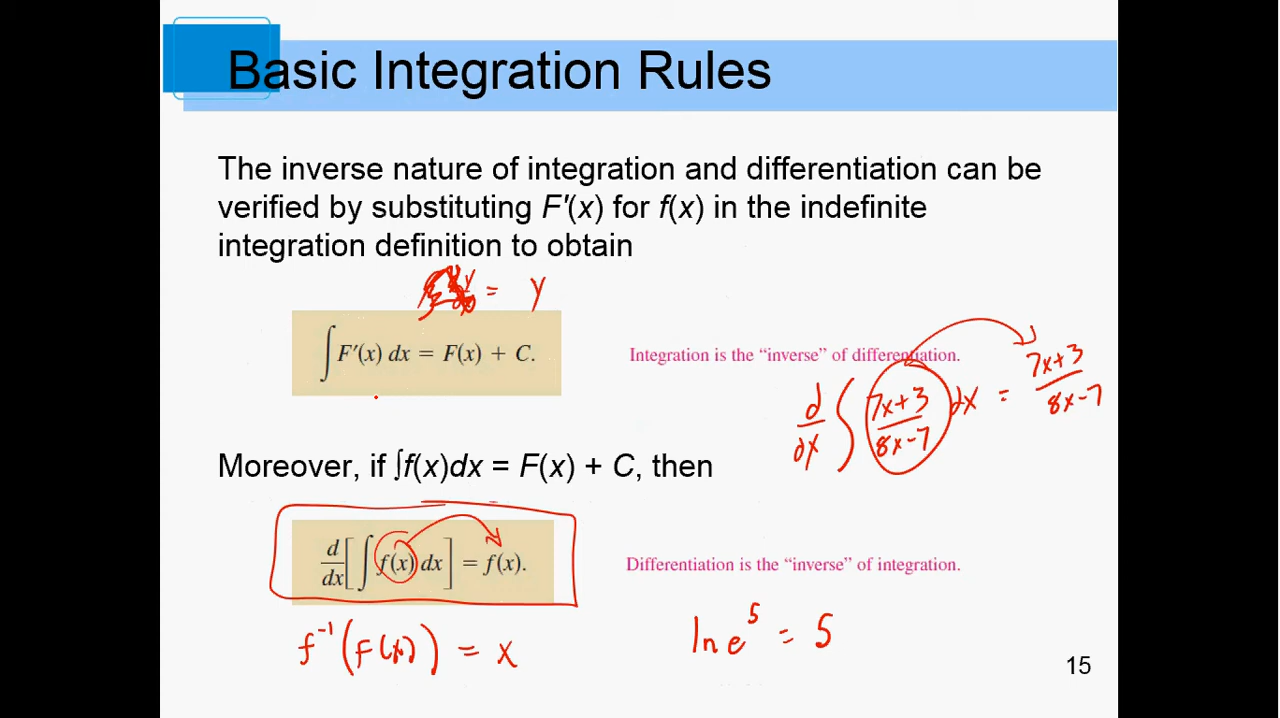 Basic Integration Rules
The inverse nature of integration and differentiation can be
verified by substituting F′(x) for f(x) in the indefinite
integration definition to obtain
= y
∫ F′(x) dx = F(x) + C.
Integration is the “inverse” of differentiation.
d/dx ∫ (7x+3)/(8x-7) dx = (7x+3)/(8x-7)
Moreover, if ∫f(x)dx = F(x) + C, then
d/dx [ ∫ f(x) dx ] = f(x).
Differentiation is the “inverse” of integration.
f⁻¹(f(x)) = x
ln e⁵ = 5
15